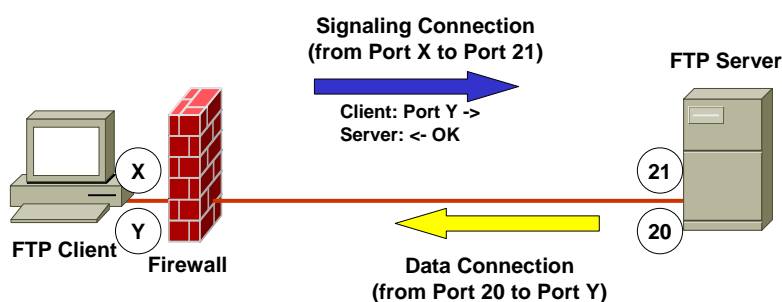 Signaling Connection
(from Port X to Port 21)
FTP Server
Client: Port Y ->
Server: <- OK
X
21
Y
20
FTP Client
Firewall
Data Connection
(from Port 20 to Port Y)